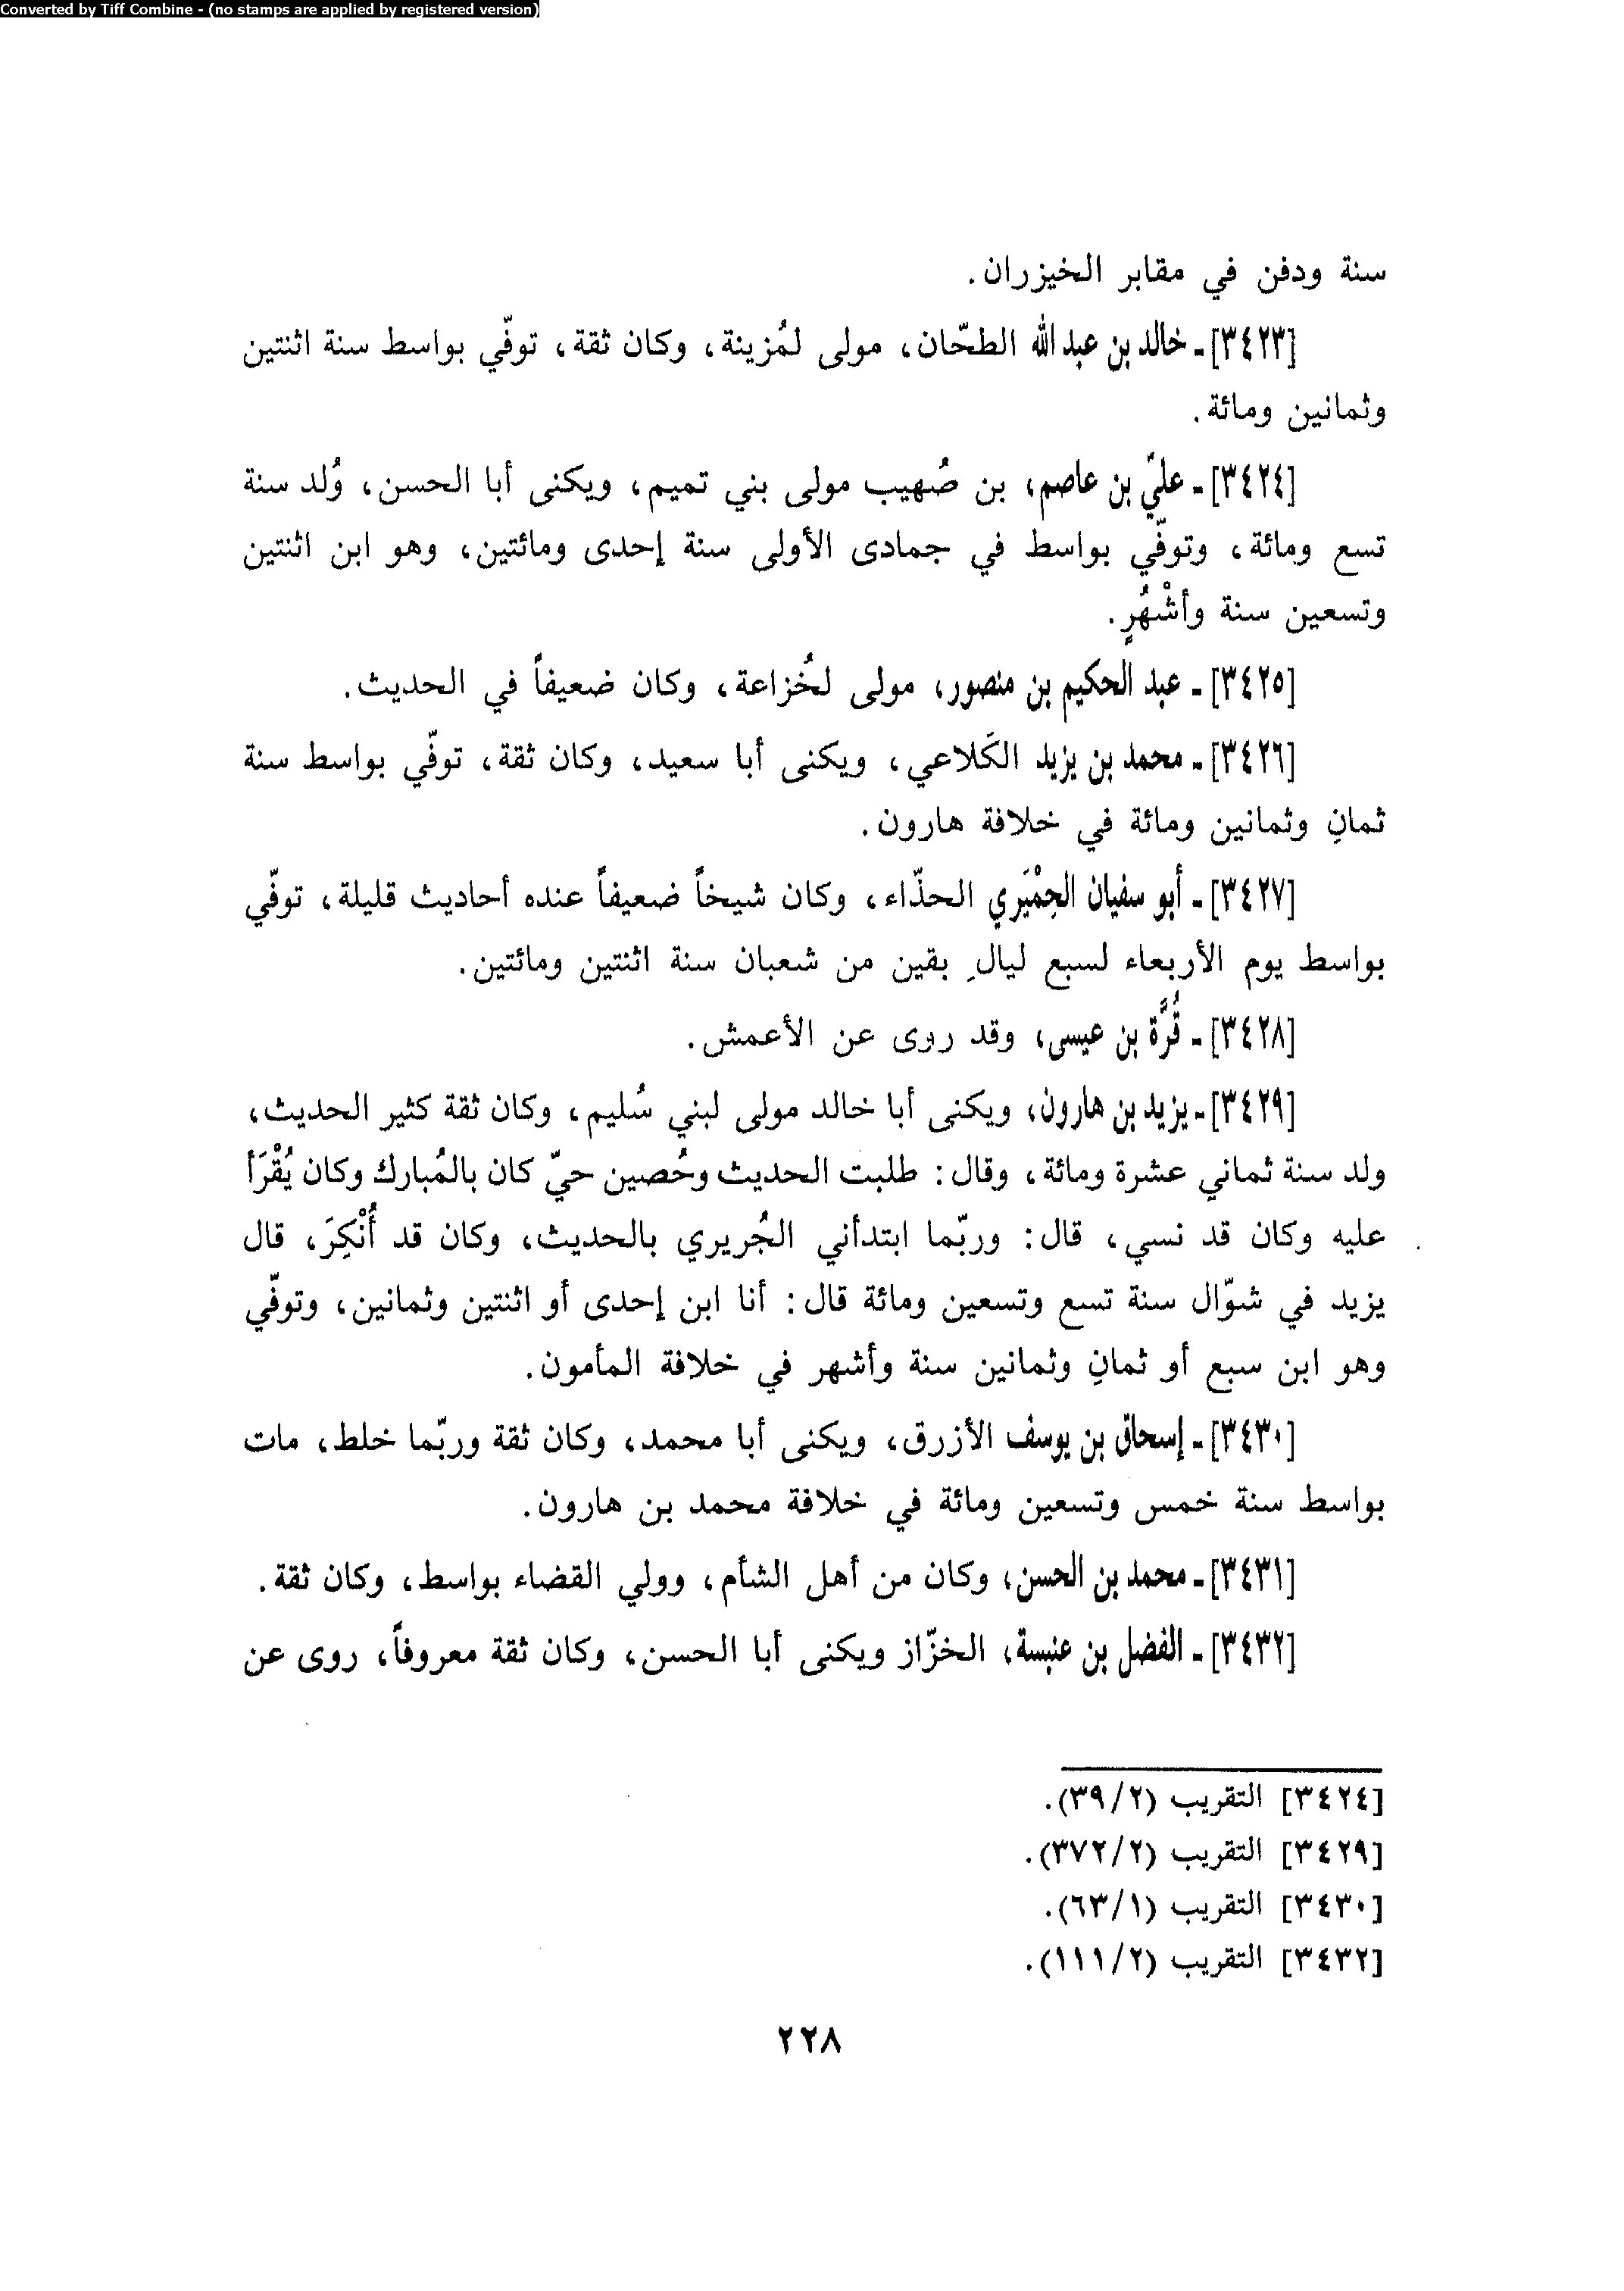 Converted by Tiff Combine - (no stamps are applied by registered version)
سنة ودفن في مقابر الخيزران.
[٣٤٢٣] ـ خالد بن عبد الله الطحّان، مولى لمُزينة، وكان ثقة، توفّي بواسط سنة اثنتين
وثمانين ومائة.
[٣٤٢٤] ـ عليّ بن عاصم، بن صُهيب مولى بني تميم، ويكنى أبا الحسن، وُلد سنة
تسع ومائة، وتوفّي بواسط في جمادى الأولى سنة إحدى ومائتين، وهو ابن اثنتين
وتسعين سنة وأشْهُرٍ.
[٣٤٢٥] ـ عبد الحكيم بن منصور، مولى لخُزاعة، وكان ضعيفاً في الحديث.
[٣٤٢٦] ـ محمد بن يزيد الكَلاعي، ويكنى أبا سعيد، وكان ثقة، توفّي بواسط سنة
ثمانٍ وثمانين ومائة في خلافة هارون.
[٣٤٢٧] ـ أبو سفيان الحِمْيَري الحذّاء، وكان شيخاً ضعيفاً عنده أحاديث قليلة، توفّي
بواسط يوم الأربعاء لسبع ليالٍ بقين من شعبان سنة اثنتين ومائتين.
[٣٤٢٨] ـ قُرَّة بن عيسى، وقد روى عن الأعمش.
[٣٤٢٩] ـ يزيد بن هارون، ويكنى أبا خالد مولى لبني سُليم، وكان ثقة كثير الحديث،
ولد سنة ثماني عشرة ومائة، وقال: طلبت الحديث وحُصين حيّ كان بالمُبارك وكان يُقْرَأ
عليه وكان قد نسي، قال: وربّما ابتدأني الجُريري بالحديث، وكان قد أُنْكِرَ، قال
يزيد في شوّال سنة تسع وتسعين ومائة قال: أنا ابن إحدى أو اثنتين وثمانين، وتوفّي
وهو ابن سبع أو ثمانٍ وثمانين سنة وأشهر في خلافة المأمون.
[٣٤٣٠] ـ إسحاق بن يوسف الأزرق، ويكنى أبا محمد، وكان ثقة وربّما خلط، مات
بواسط سنة خمس وتسعين ومائة في خلافة محمد بن هارون.
[٣٤٣١] ـ محمد بن الحسن، وكان من أهل الشأم، وولي القضاء بواسط، وكان ثقة.
[٣٤٣٢] ـ الفضل بن عنبسة، الخزّاز ويكنى أبا الحسن، وكان ثقة معروفاً، روى عن
[٣٤٢٤] التقريب (٣٩/٢).
[٣٤٢٩] التقريب (٣٧٢/٢).
[٣٤٣٠] التقريب (٦٣/١).
[٣٤٣٢] التقريب (١١١/٢).
٢٢٨